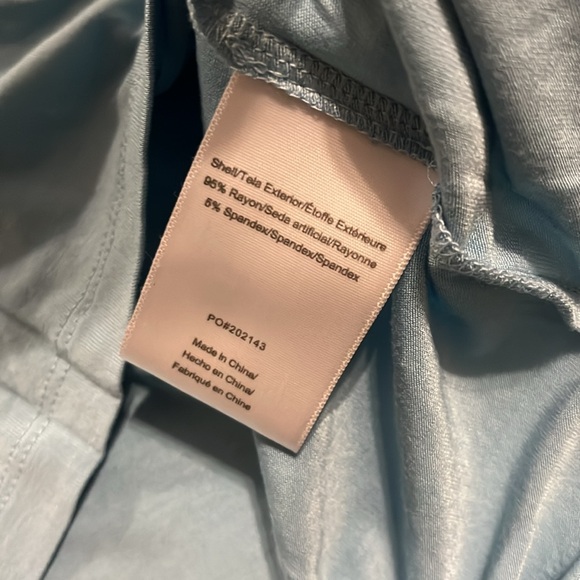 Shell/Tela Exterior/Étoffe Extérieure
95% Rayon/Seda artificial/Rayonne
5% Spandex/Spandex/Spandex
PO#202143
Made in China/
Hecho en China/
Fabriqué en Chine